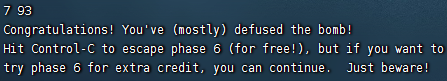 7 93
Congratulations! You've (mostly) defused the bomb!
Hit Control-C to escape phase 6 (for free!), but if you want to
try phase 6 for extra credit, you can continue.  Just beware!